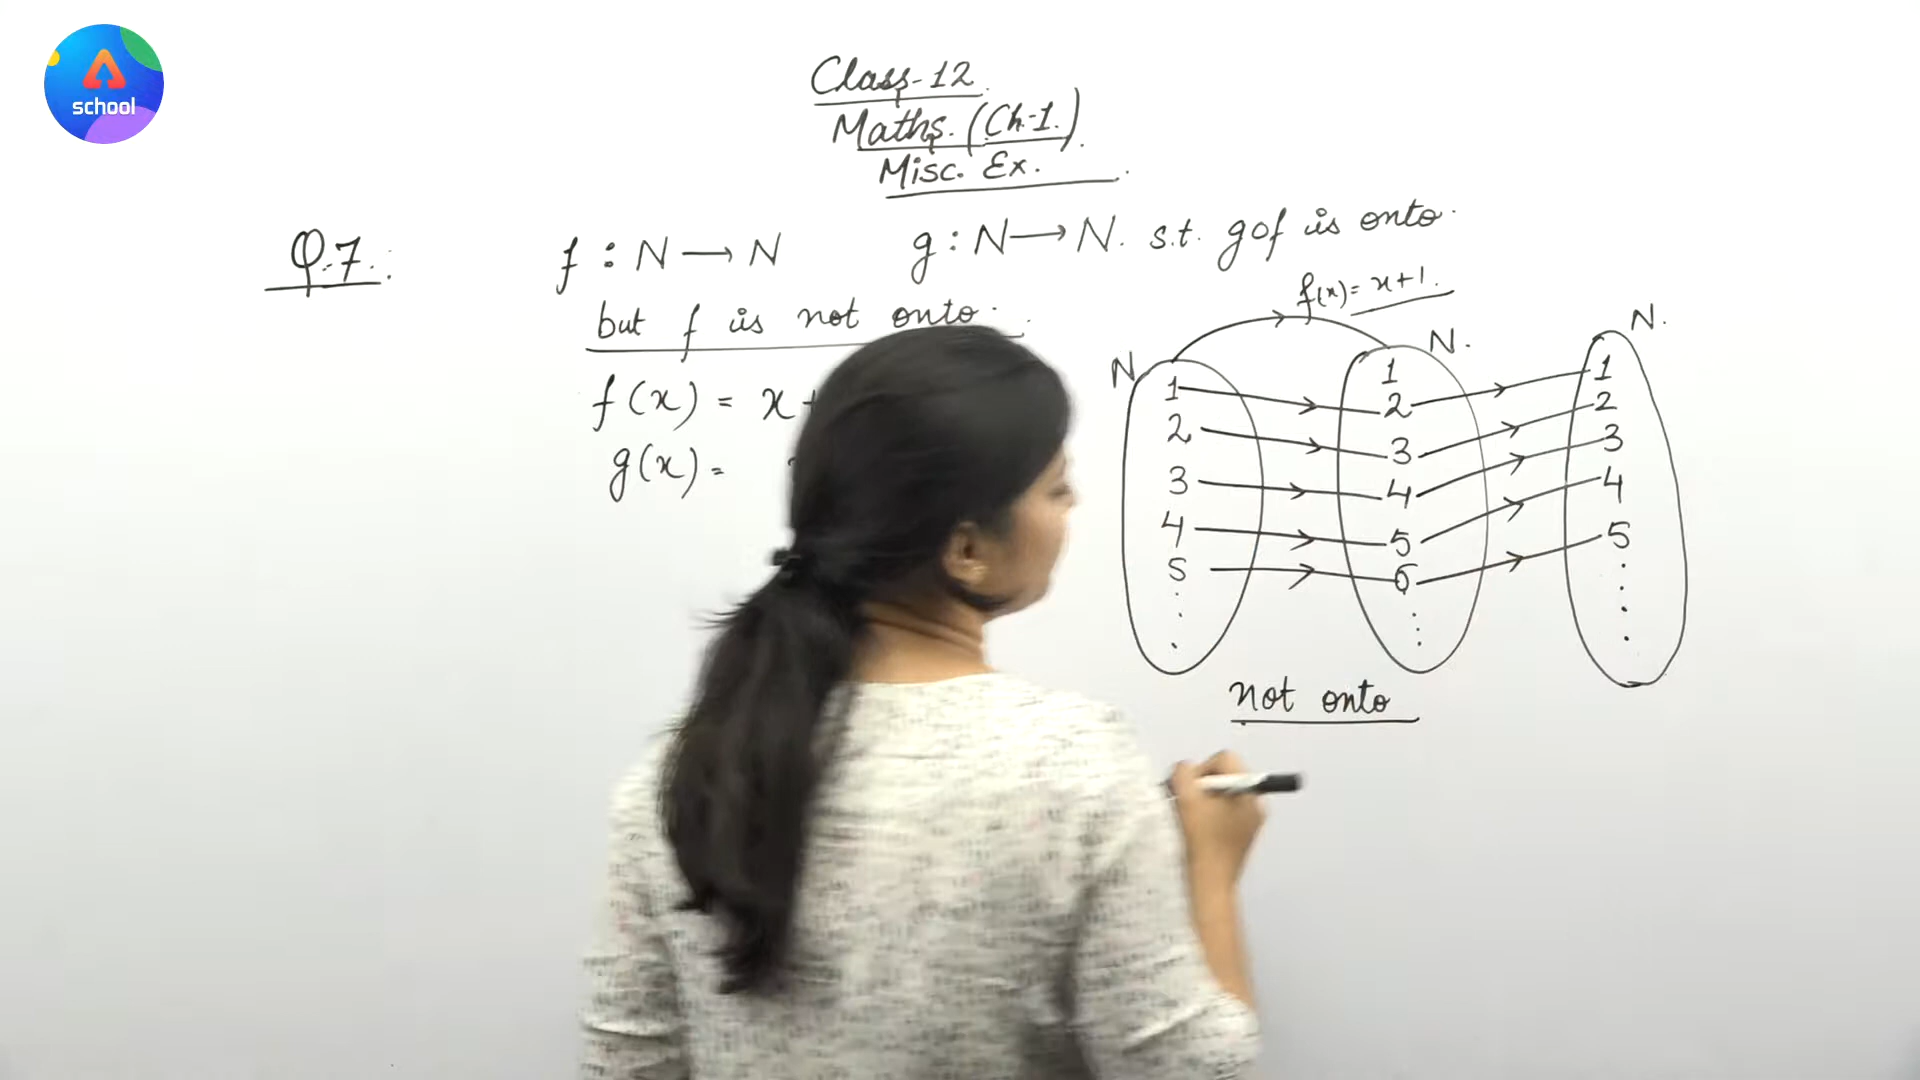 school
Class-12.
Maths. (Ch-1.)
Misc. Ex.
Q.7. f : N → N g : N → N. s.t. gof is onto.
but f is not onto.
f(x) = x+
g(x) =
f(x) = x+1.
N N. N.
1 1 1
2 2 2
3 3 3
4 4 4
5 5 5
6
not onto